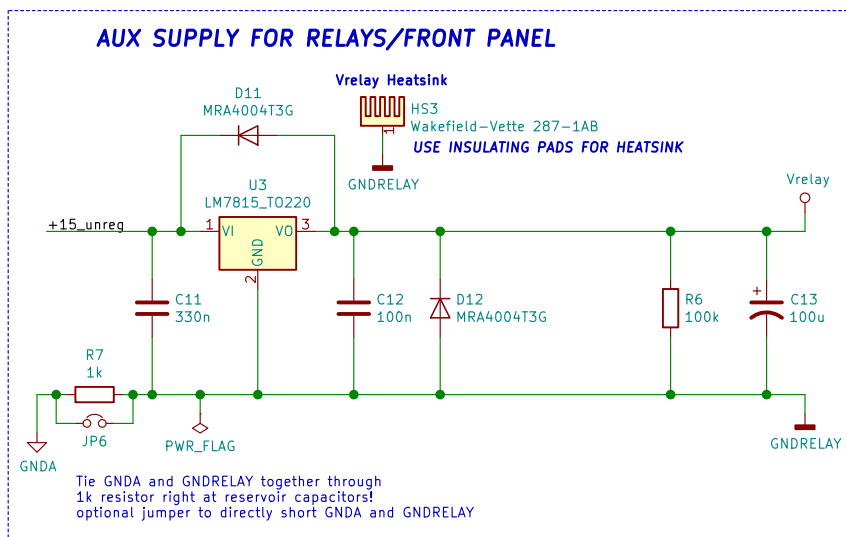 AUX SUPPLY FOR RELAYS/FRONT PANEL
Vrelay Heatsink
D11
MRA4004T3G
HS3
Wakefield-Vette 287-1AB
1
USE INSULATING PADS FOR HEATSINK
GNDRELAY
U3
LM7815_TO220
Vrelay
+15_unreg
1
VI
VO
3
GND
2
C11
330n
C12
100n
D12
MRA4004T3G
R6
100k
+
C13
100u
R7
1k
JP6
PWR_FLAG
GNDA
GNDRELAY
Tie GNDA and GNDRELAY together through
1k resistor right at reservoir capacitors!
optional jumper to directly short GNDA and GNDRELAY